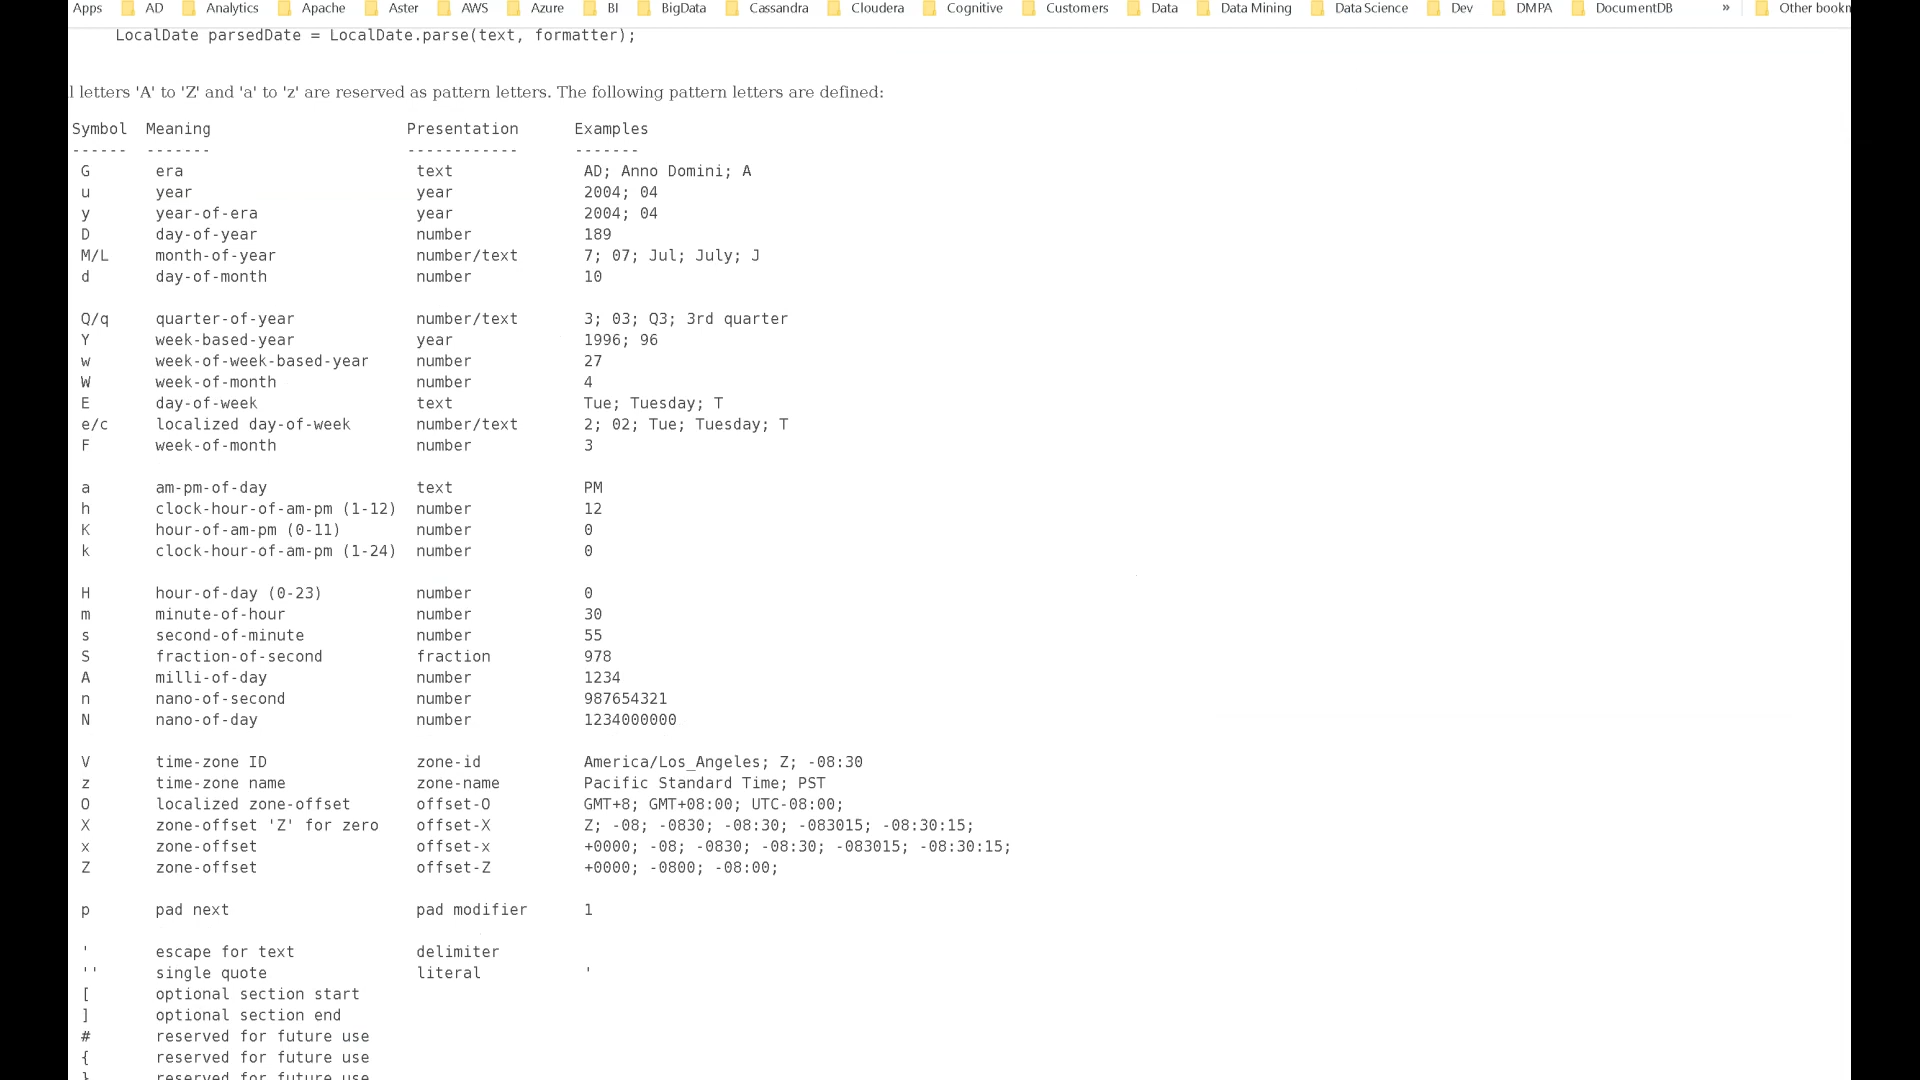 Apps AD Analytics Apache Aster AWS Azure BI BigData Cassandra Cloudera Cognitive Customers Data Data Mining Data Science Dev DMPA DocumentDB » Other bookn
LocalDate parsedDate = LocalDate.parse(text, formatter);
l letters 'A' to 'Z' and 'a' to 'z' are reserved as pattern letters. The following pattern letters are defined:
Symbol Meaning Presentation Examples
------ ------- ------------ -------
G era text AD; Anno Domini; A
u year year 2004; 04
y year-of-era year 2004; 04
D day-of-year number 189
M/L month-of-year number/text 7; 07; Jul; July; J
d day-of-month number 10
Q/q quarter-of-year number/text 3; 03; Q3; 3rd quarter
Y week-based-year year 1996; 96
w week-of-week-based-year number 27
W week-of-month number 4
E day-of-week text Tue; Tuesday; T
e/c localized day-of-week number/text 2; 02; Tue; Tuesday; T
F week-of-month number 3
a am-pm-of-day text PM
h clock-hour-of-am-pm (1-12) number 12
K hour-of-am-pm (0-11) number 0
k clock-hour-of-am-pm (1-24) number 0
H hour-of-day (0-23) number 0
m minute-of-hour number 30
s second-of-minute number 55
S fraction-of-second fraction 978
A milli-of-day number 1234
n nano-of-second number 987654321
N nano-of-day number 1234000000
V time-zone ID zone-id America/Los_Angeles; Z; -08:30
z time-zone name zone-name Pacific Standard Time; PST
O localized zone-offset offset-O GMT+8; GMT+08:00; UTC-08:00;
X zone-offset 'Z' for zero offset-X Z; -08; -0830; -08:30; -083015; -08:30:15;
x zone-offset offset-x +0000; -08; -0830; -08:30; -083015; -08:30:15;
Z zone-offset offset-Z +0000; -0800; -08:00;
p pad next pad modifier 1
' escape for text delimiter
'' single quote literal '
[ optional section start
] optional section end
# reserved for future use
{ reserved for future use
} reserved for future use